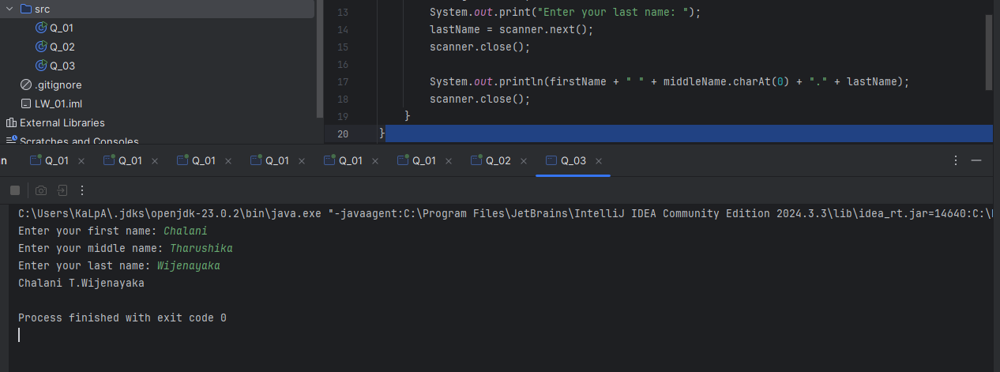 src
Q_01
Q_02
Q_03
.gitignore
LW_01.iml
External Libraries
Scratches and Consoles
13 System.out.print("Enter your last name: ");
14 lastName = scanner.next();
15 scanner.close();
16
17 System.out.println(firstName + " " + middleName.charAt(0) + "." + lastName);
18 scanner.close();
19 }
20 }
Q_01 Q_01 Q_01 Q_01 Q_01 Q_01 Q_02 Q_03
C:\Users\KaLpA\.jdks\openjdk-23.0.2\bin\java.exe "-javaagent:C:\Program Files\JetBrains\IntelliJ IDEA Community Edition 2024.3.3\lib\idea_rt.jar=14640:C:\
Enter your first name: Chalani
Enter your middle name: Tharushika
Enter your last name: Wijenayaka
Chalani T.Wijenayaka
Process finished with exit code 0